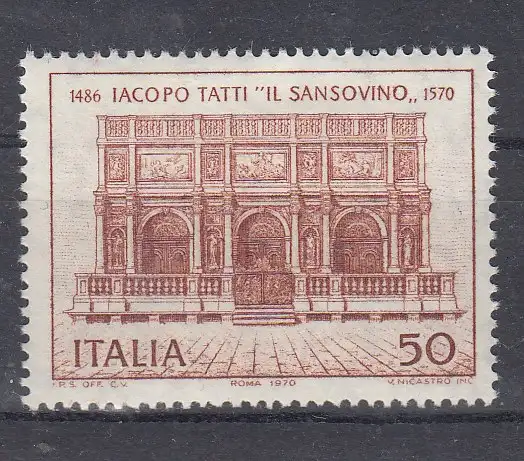 1486 IACOPO TATTI "IL SANSOVINO,, 1570
ITALIA 50
I.P.S. OFF. C.V. ROMA 1970 V. NICASTRO INC.